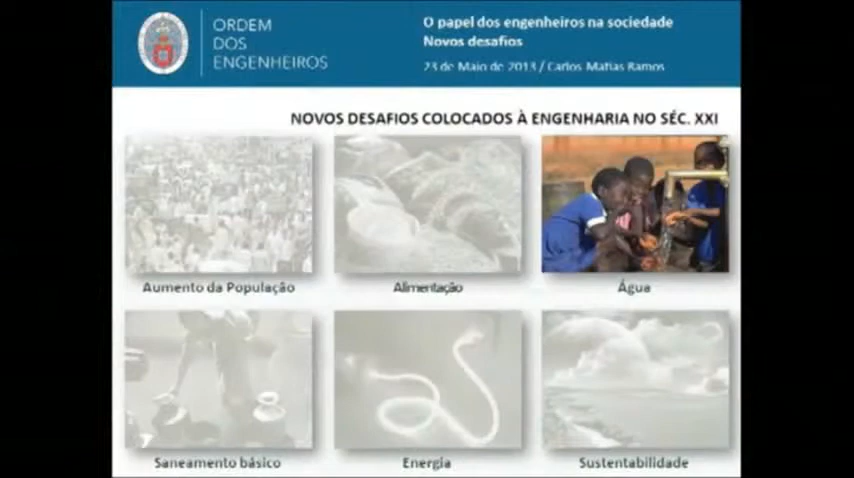 ORDEM
DOS
ENGENHEIROS
O papel dos engenheiros na sociedade
Novos desafios
23 de Maio de 2013 / Carlos Matias Ramos
NOVOS DESAFIOS COLOCADOS À ENGENHARIA NO SÉC. XXI
Aumento da População
Alimentação
Água
Saneamento básico
Energia
Sustentabilidade